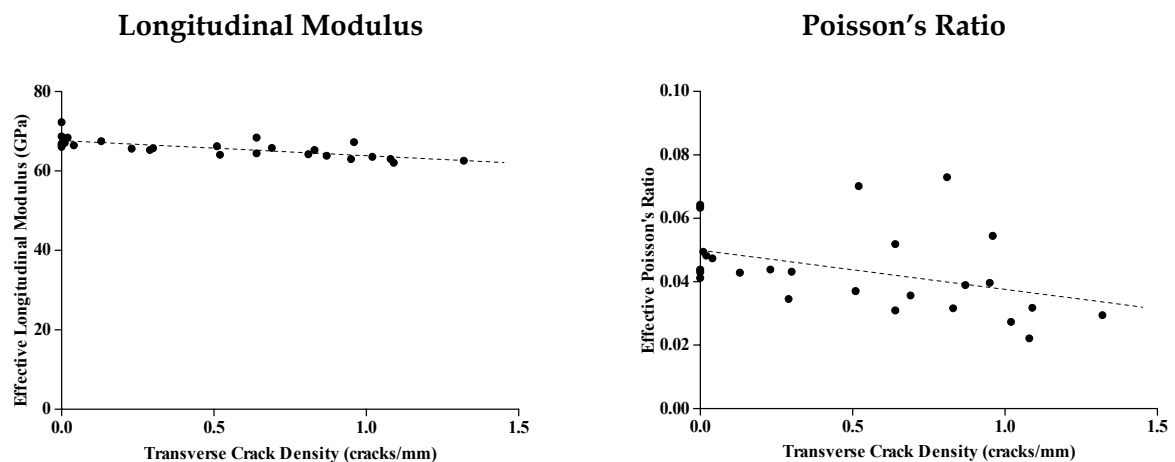 Longitudinal Modulus
Effective Longitudinal Modulus (GPa)
80
60
40
20
0
0.0 0.5 1.0 1.5
Transverse Crack Density (cracks/mm)
Poisson’s Ratio
Effective Poisson's Ratio
0.10
0.08
0.06
0.04
0.02
0.00
0.0 0.5 1.0 1.5
Transverse Crack Density (cracks/mm)